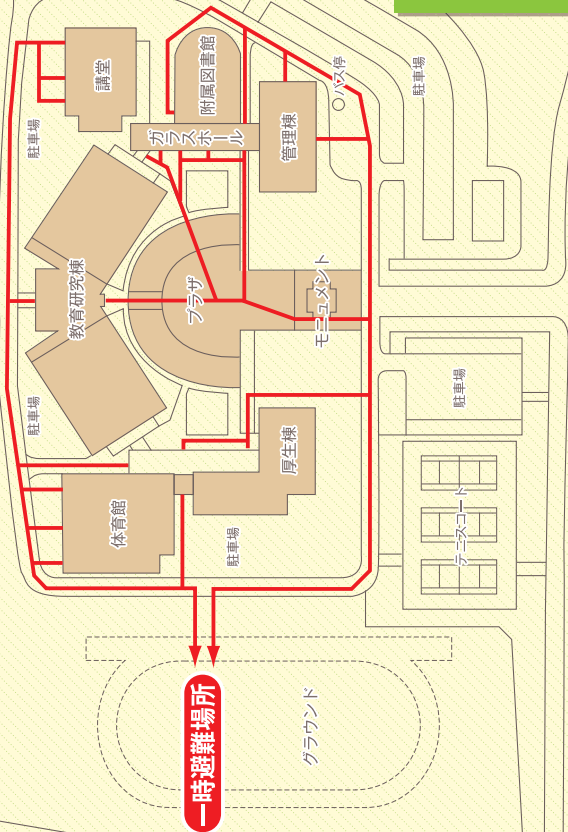 講堂
附属図書館
駐車場
駐車場
バス停
ガラスホール
管理棟
教育研究棟
プラザ
モニュメント
駐車場
駐車場
厚生棟
体育館
駐車場
テニスコート
一時避難場所
グラウンド